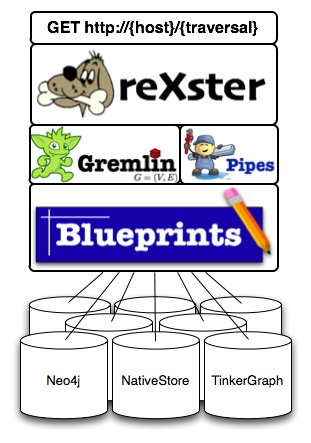 GET http://{host}/{traversal}
reXster
Gremlin
G = (V, E)
Pipes
Blueprints
Neo4j
NativeStore
TinkerGraph